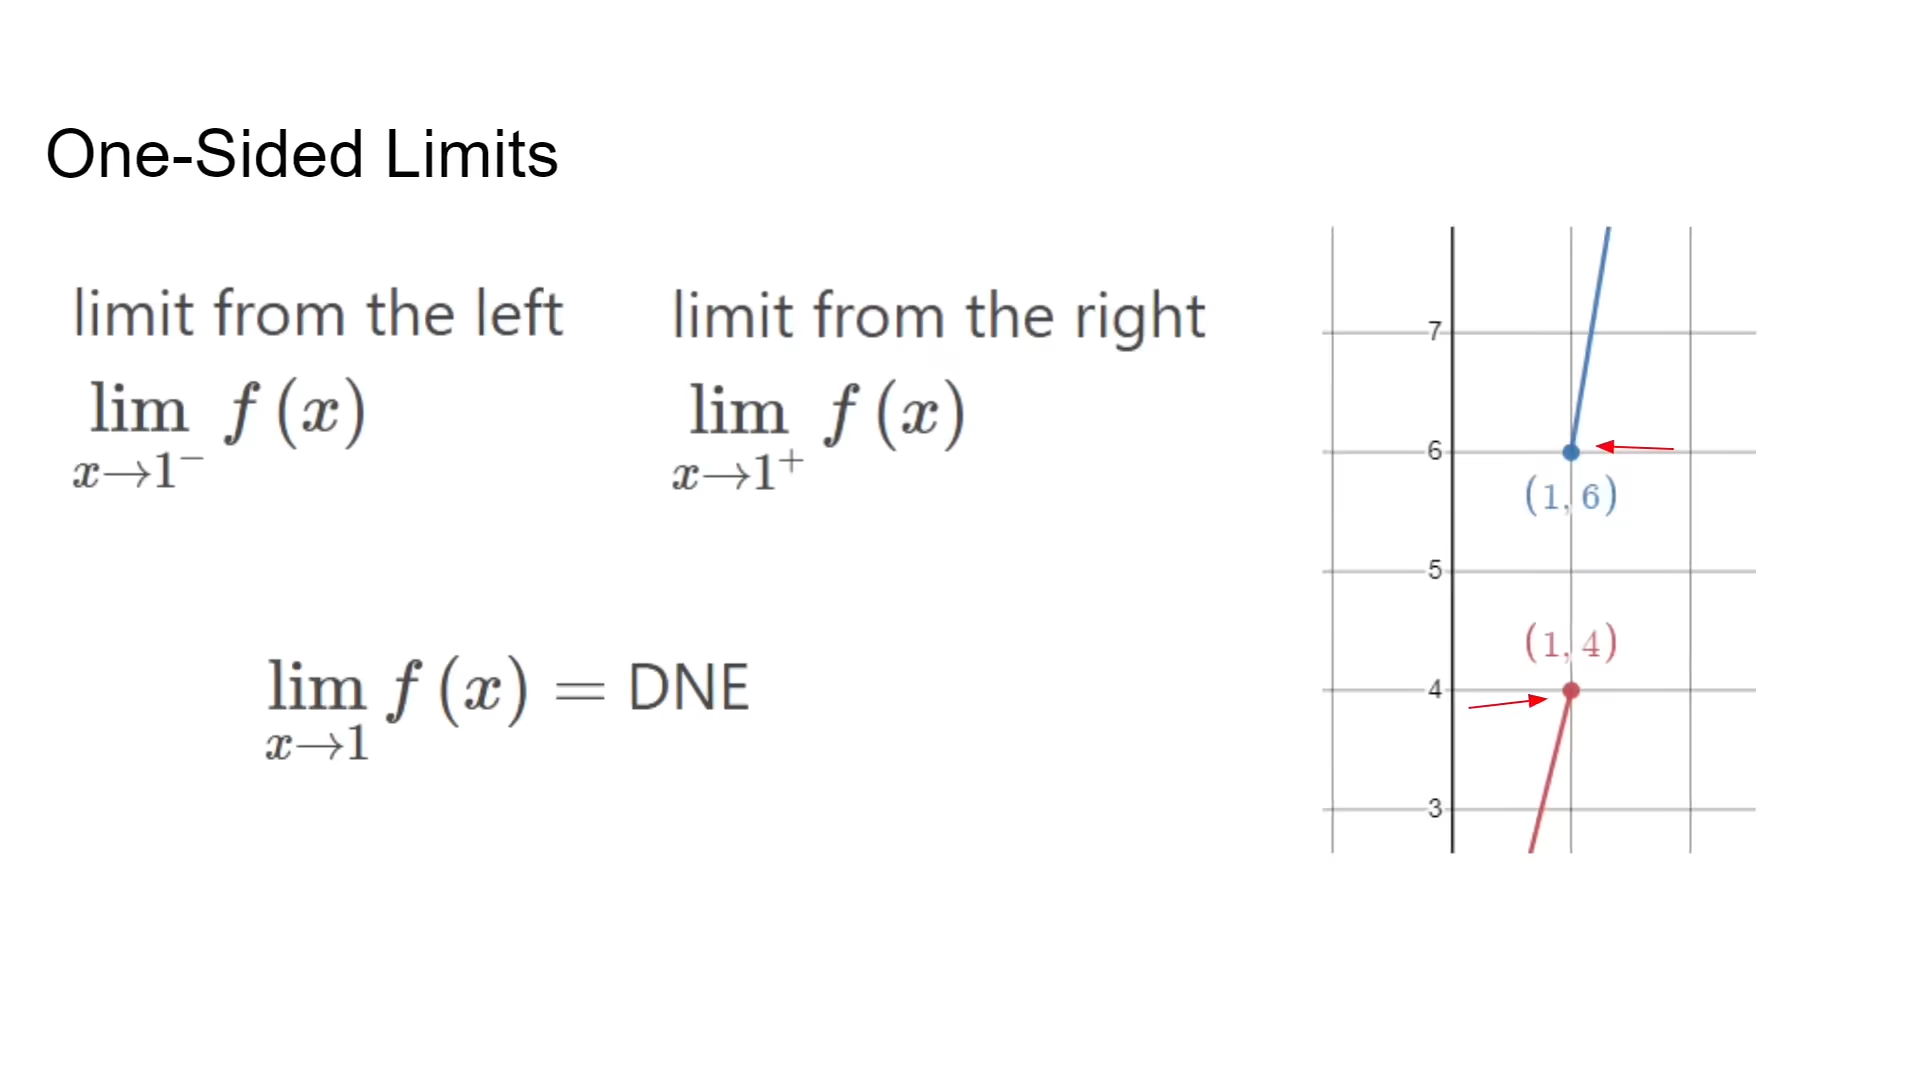 One-Sided Limits
limit from the left
lim f(x)
x→1⁻
limit from the right
lim f(x)
x→1⁺
lim f(x) = DNE
x→1
7
6
(1, 6)
5
(1, 4)
4
3